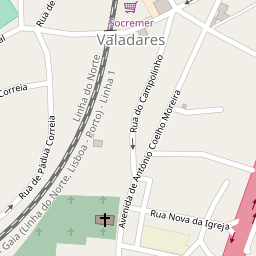 Socremer
Valadares
Rua de
Correia
Rua de Pádua Correia
Linha do Norte
Gaia (Linha do Norte, Lisboa - Porto) - Linha 1
Rua do Campolinho
Avenida de António Coelho Moreira
Rua Nova da Igreja